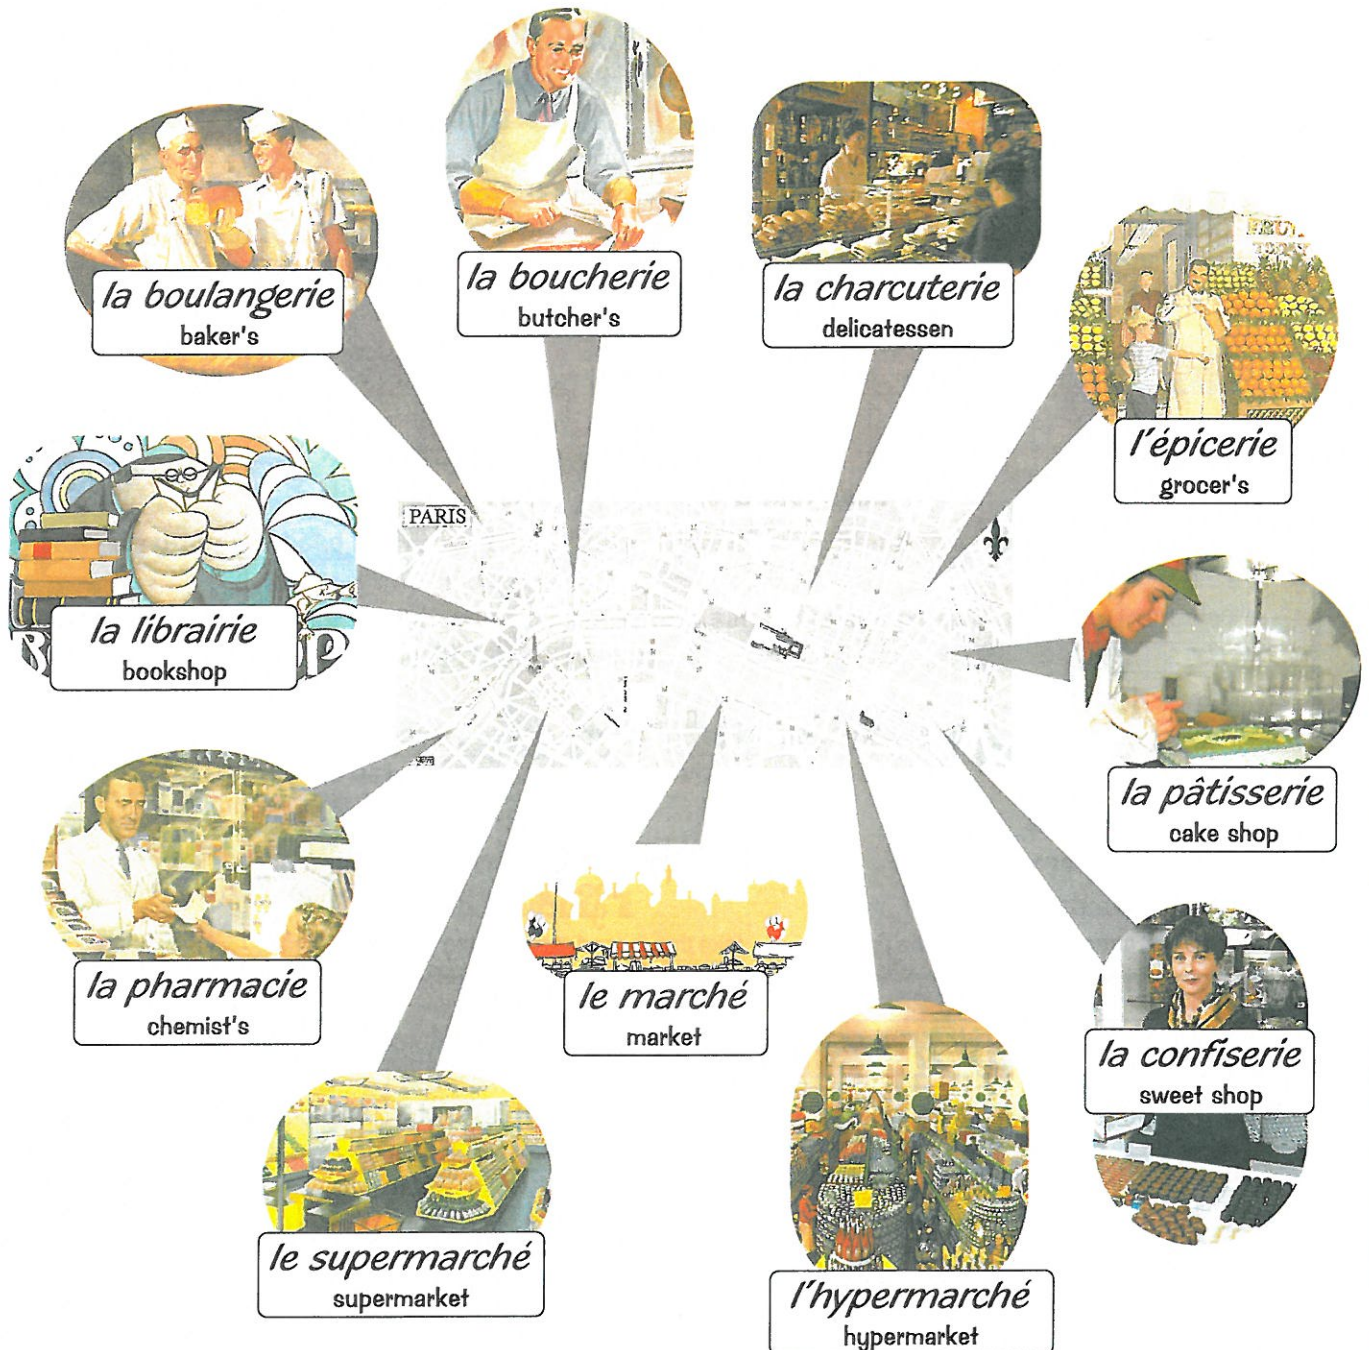 la boulangerie
baker's
la boucherie
butcher's
la charcuterie
delicatessen
l'épicerie
grocer's
PARIS
la librairie
bookshop
la pâtisserie
cake shop
la pharmacie
chemist's
le marché
market
la confiserie
sweet shop
le supermarché
supermarket
l'hypermarché
hypermarket